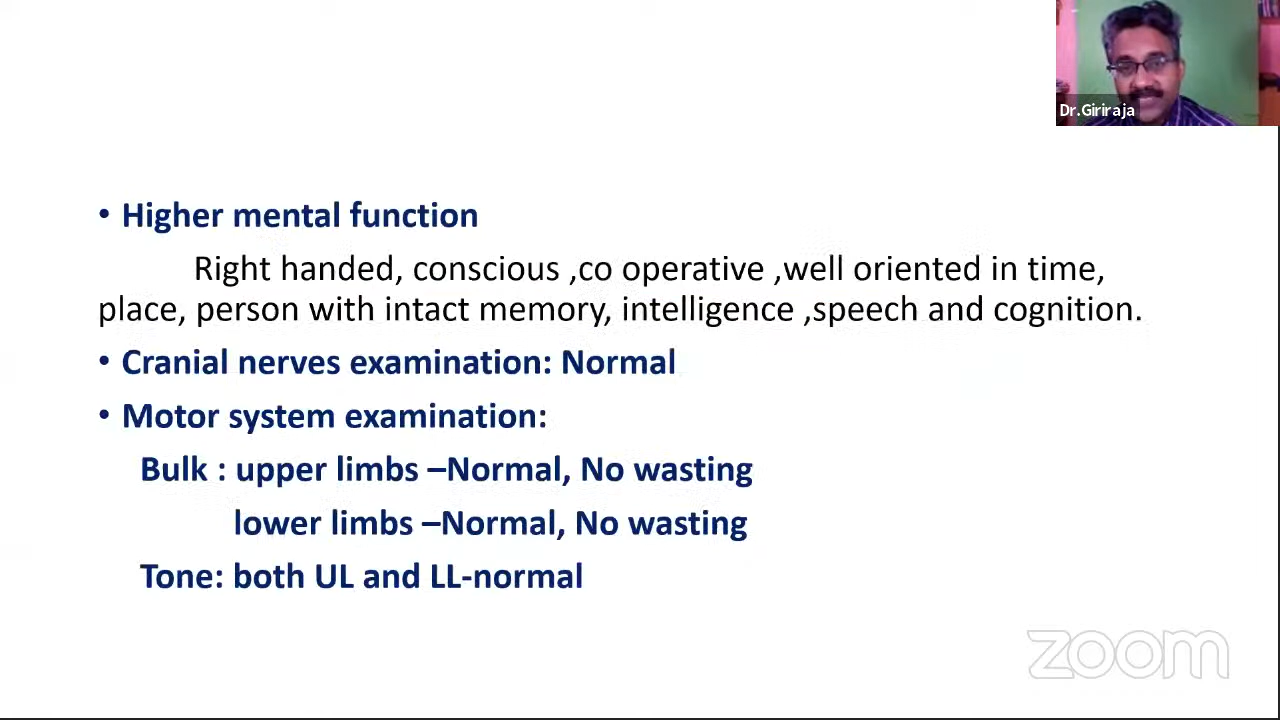 Dr.Giriraja
• Higher mental function
Right handed, conscious ,co operative ,well oriented in time,
place, person with intact memory, intelligence ,speech and cognition.
• Cranial nerves examination: Normal
• Motor system examination:
Bulk : upper limbs –Normal, No wasting
lower limbs –Normal, No wasting
Tone: both UL and LL-normal
zoom